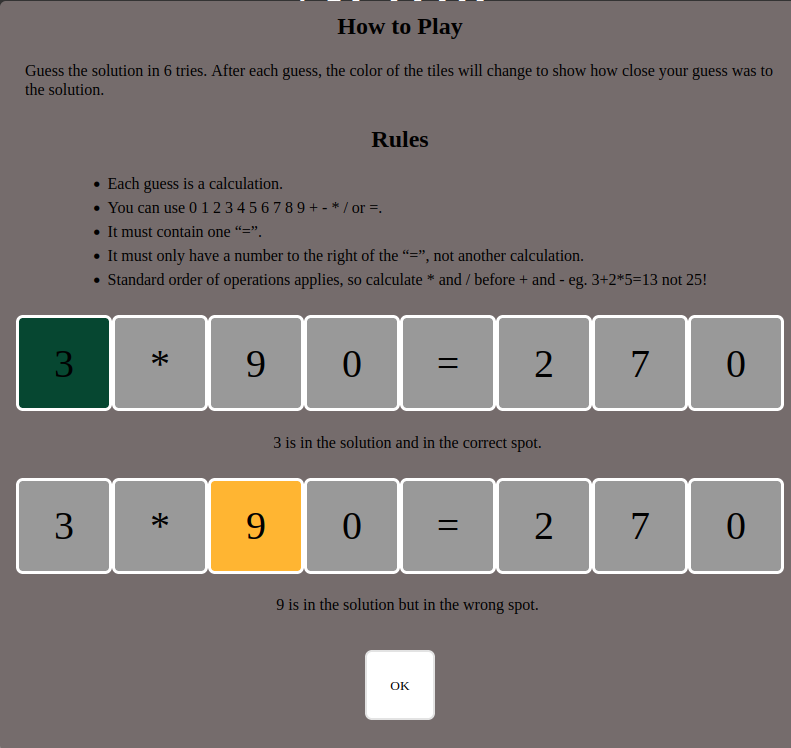 How to Play
Guess the solution in 6 tries. After each guess, the color of the tiles will change to show how close your guess was to
the solution.
Rules
• Each guess is a calculation.
• You can use 0 1 2 3 4 5 6 7 8 9 + - * / or =.
• It must contain one “=”.
• It must only have a number to the right of the “=”, not another calculation.
• Standard order of operations applies, so calculate * and / before + and - eg. 3+2*5=13 not 25!
3 * 9 0 = 2 7 0
3 is in the solution and in the correct spot.
3 * 9 0 = 2 7 0
9 is in the solution but in the wrong spot.
OK